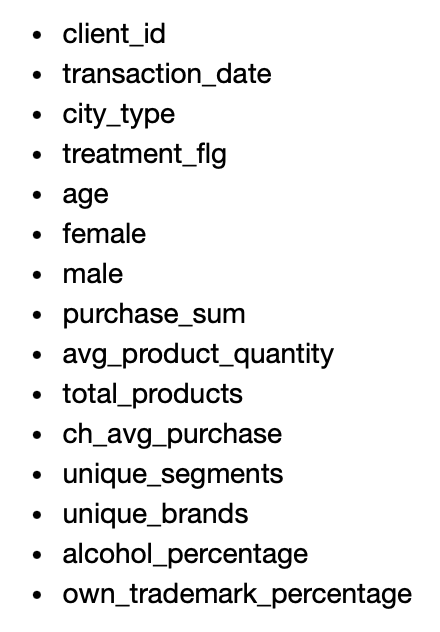 • client_id
• transaction_date
• city_type
• treatment_flg
• age
• female
• male
• purchase_sum
• avg_product_quantity
• total_products
• ch_avg_purchase
• unique_segments
• unique_brands
• alcohol_percentage
• own_trademark_percentage